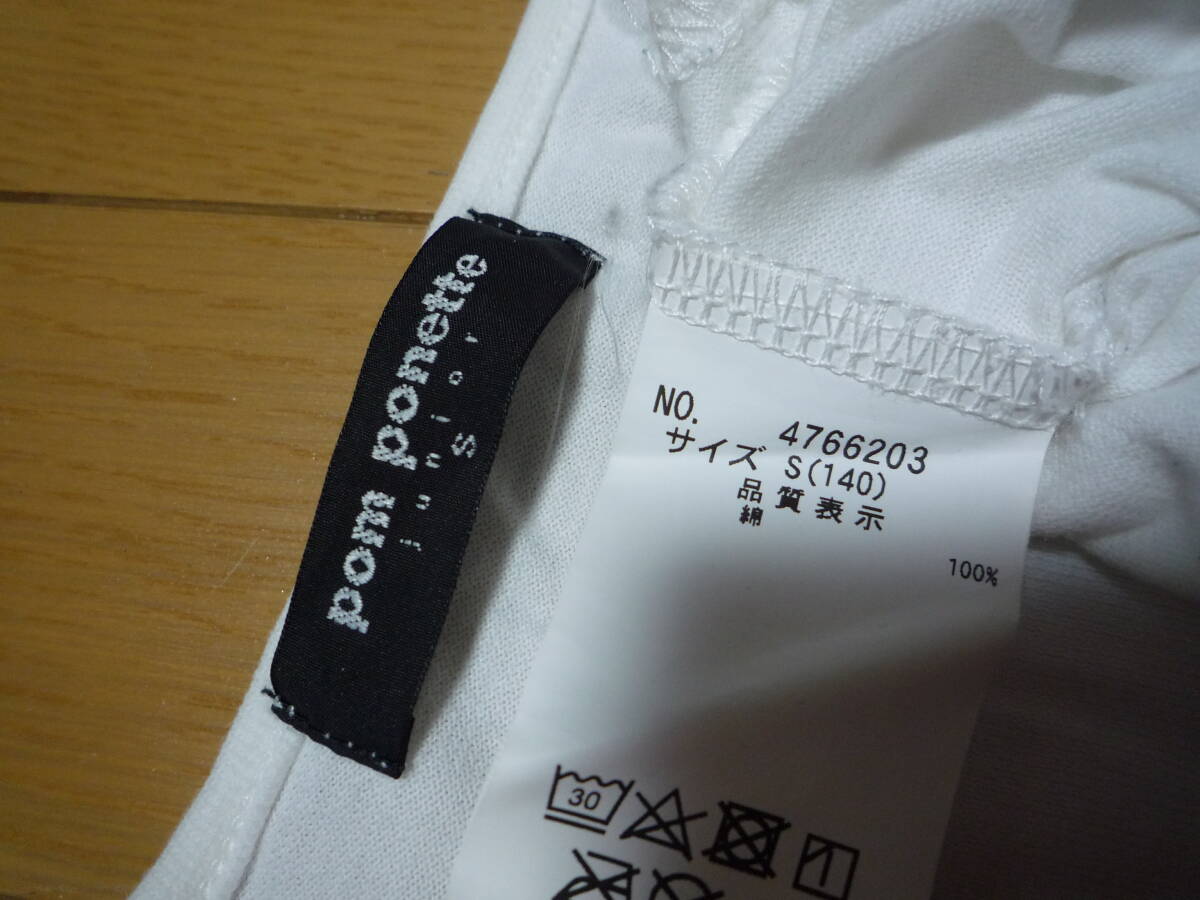 pom ponette
junior
S
NO. 4766203
サイズ S(140)
品質表示
綿 100%
30